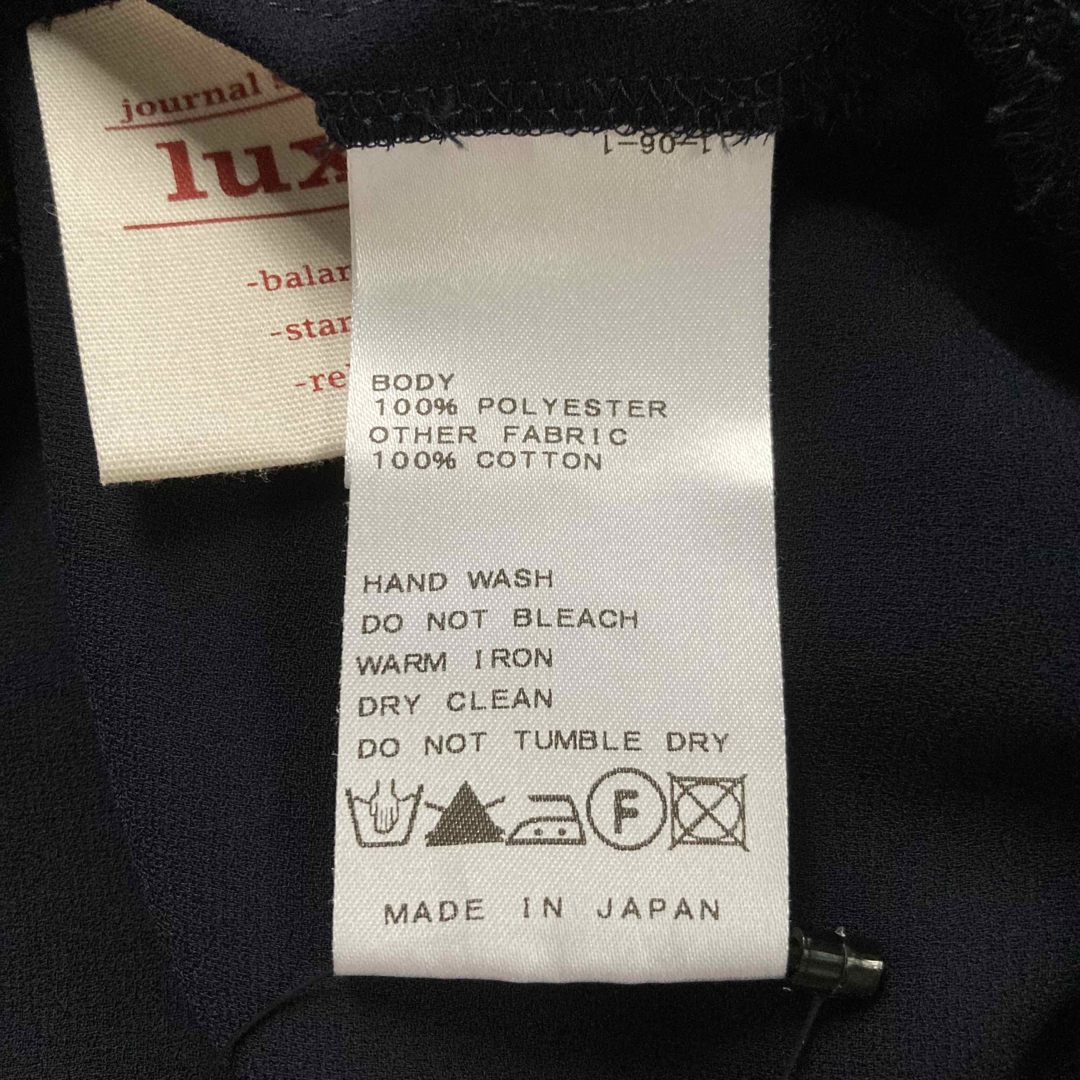 journal
lux
-balan
-star
-re
1-06-1
BODY
100% POLYESTER
OTHER FABRIC
100% COTTON
HAND WASH
DO NOT BLEACH
WARM IRON
DRY CLEAN
DO NOT TUMBLE DRY
F
MADE IN JAPAN